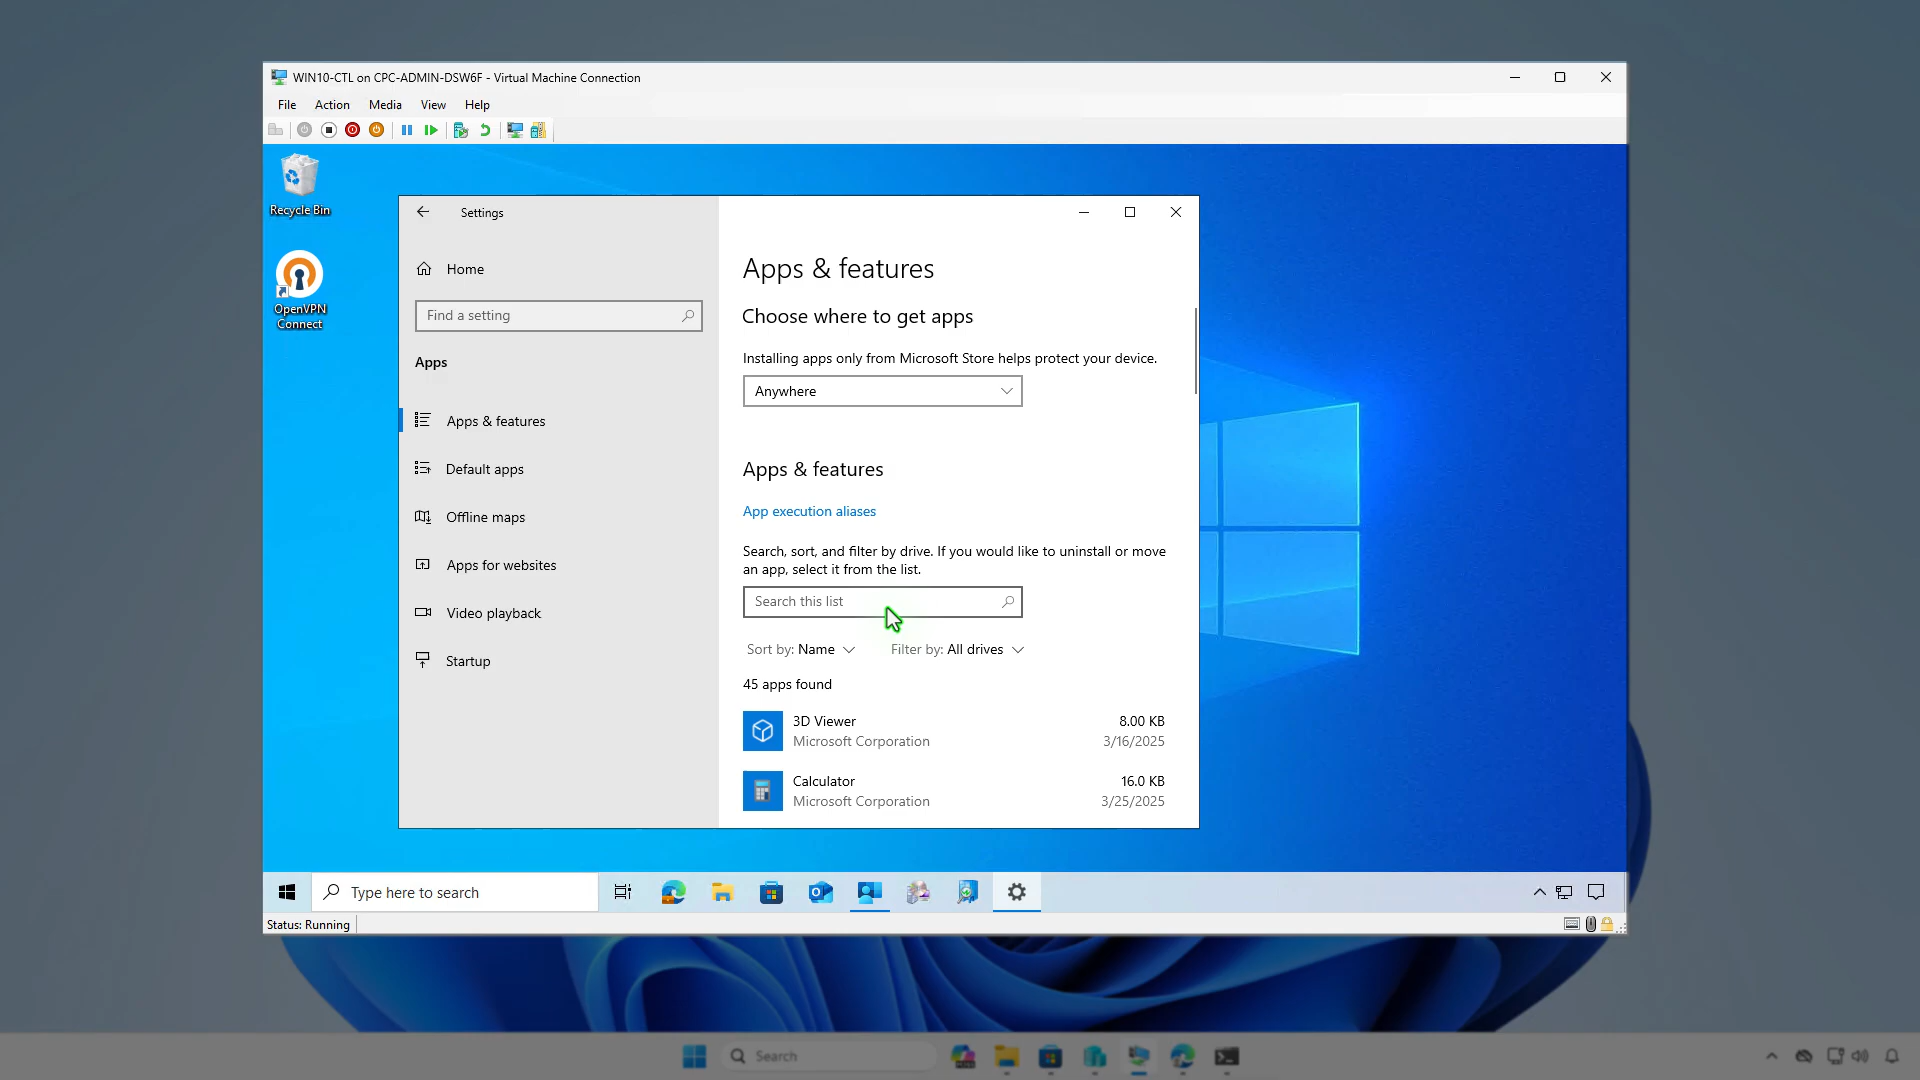 WIN10-CTL on CPC-ADMIN-DSW6F - Virtual Machine Connection
File Action Media View Help
Recycle Bin
OpenVPN
Connect
Settings
Home
Find a setting
Apps
Apps & features
Default apps
Offline maps
Apps for websites
Video playback
Startup
Apps & features
Choose where to get apps
Installing apps only from Microsoft Store helps protect your device.
Anywhere
Apps & features
App execution aliases
Search, sort, and filter by drive. If you would like to uninstall or move
an app, select it from the list.
Search this list
Sort by: Name Filter by: All drives
45 apps found
3D Viewer 8.00 KB
Microsoft Corporation 3/16/2025
Calculator 16.0 KB
Microsoft Corporation 3/25/2025
Type here to search
Status: Running
Search